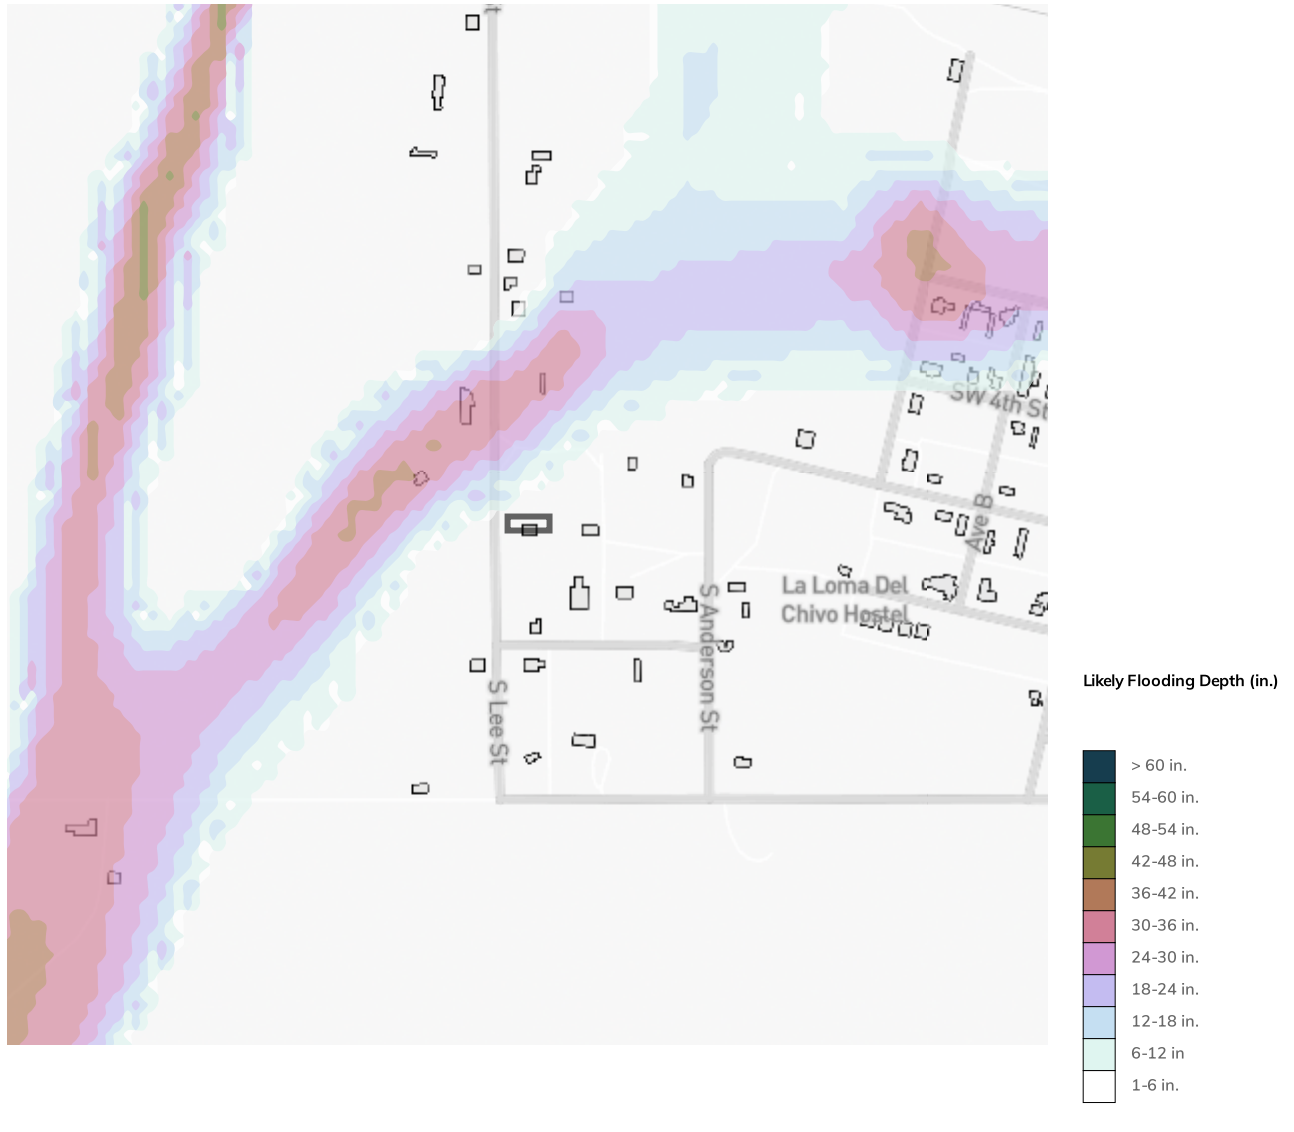 SW 4th St
Ave B
La Loma Del
Chivo Hostel
S Anderson St
S Lee St
Likely Flooding Depth (in.)
> 60 in.
54-60 in.
48-54 in.
42-48 in.
36-42 in.
30-36 in.
24-30 in.
18-24 in.
12-18 in.
6-12 in
1-6 in.